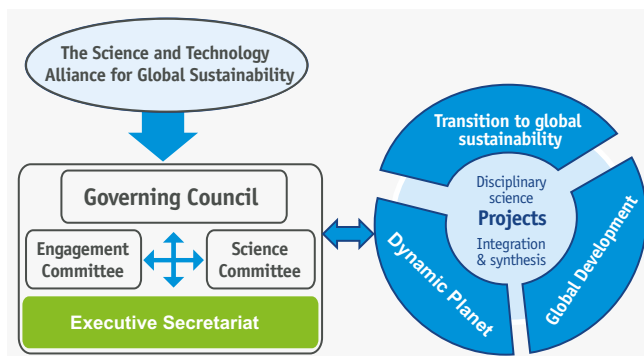 The Science and Technology
Alliance for Global Sustainability
Governing Council
Engagement
Committee
Science
Committee
Executive Secretariat
Transition to global
sustainability
Disciplinary
science
Projects
Integration
& synthesis
Dynamic Planet
Global Development